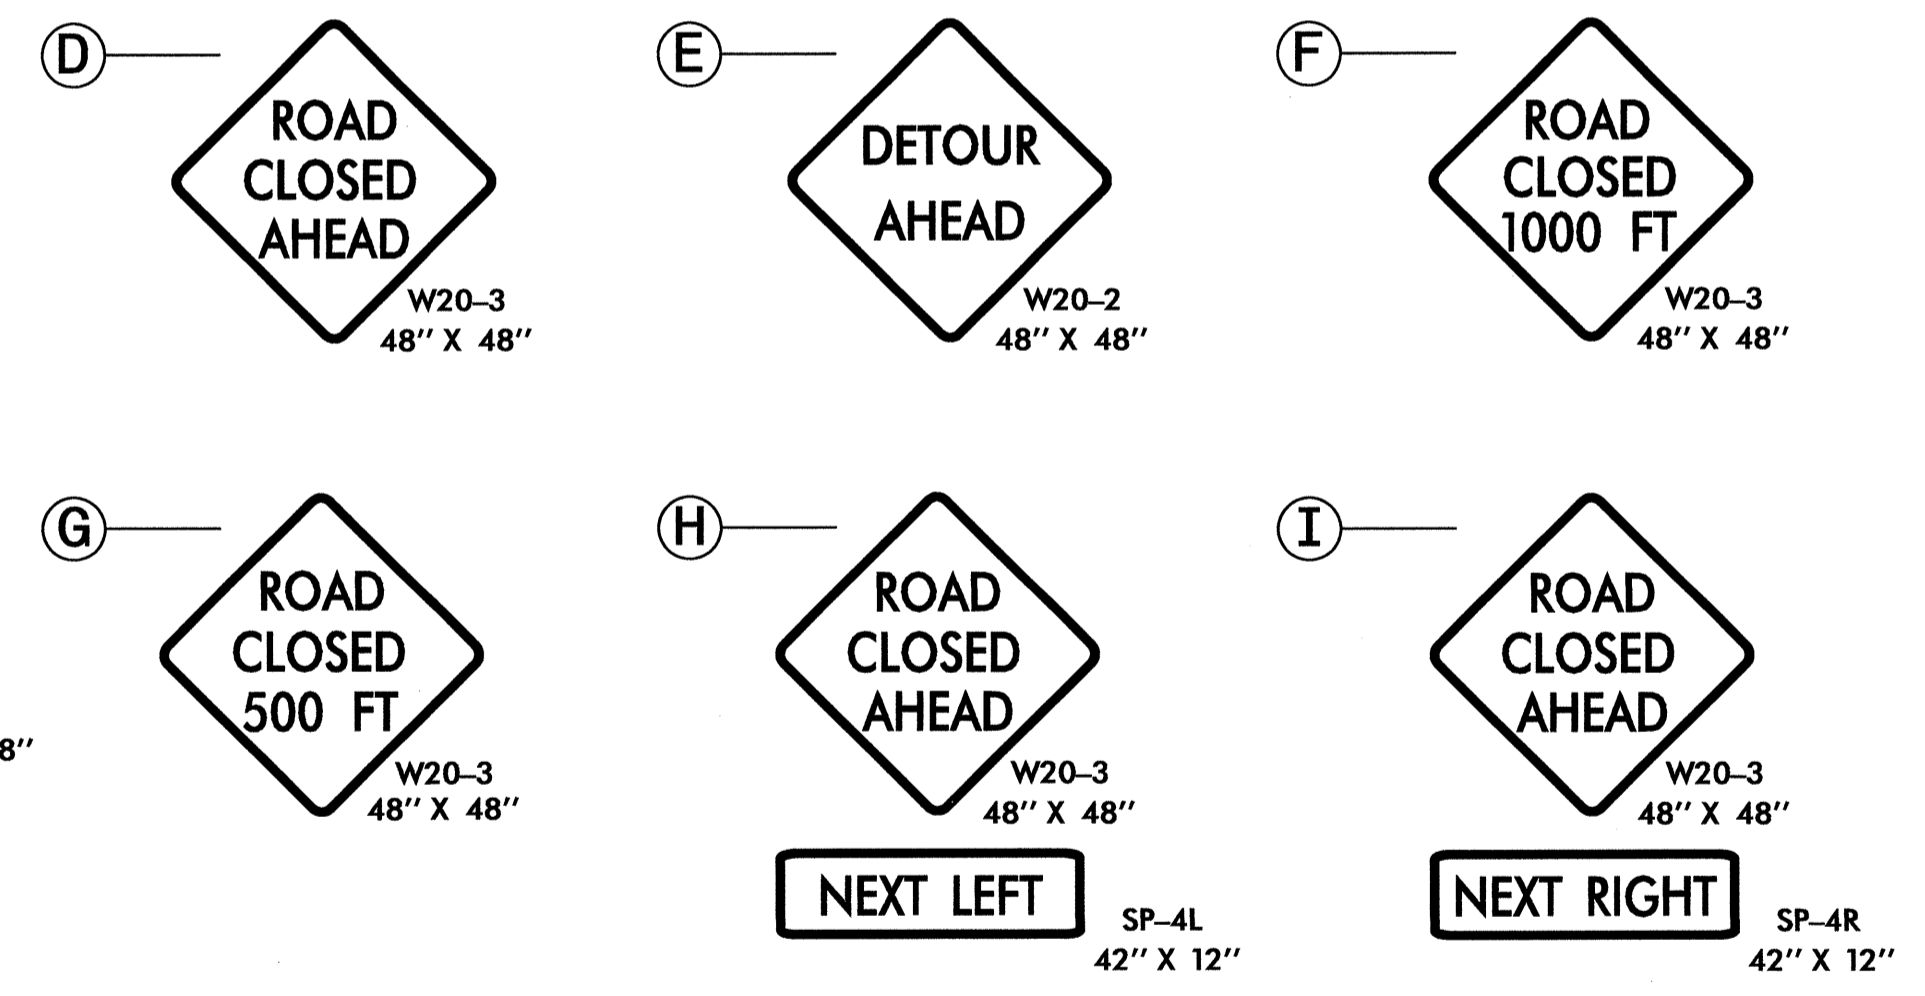 D
ROAD
CLOSED
AHEAD
W20–3
48" X 48"
E
DETOUR
AHEAD
W20–2
48" X 48"
F
ROAD
CLOSED
1000 FT
W20–3
48" X 48"
8"
G
ROAD
CLOSED
500 FT
W20–3
48" X 48"
H
ROAD
CLOSED
AHEAD
W20–3
48" X 48"
NEXT LEFT
SP–4L
42" X 12"
I
ROAD
CLOSED
AHEAD
W20–3
48" X 48"
NEXT RIGHT
SP–4R
42" X 12"